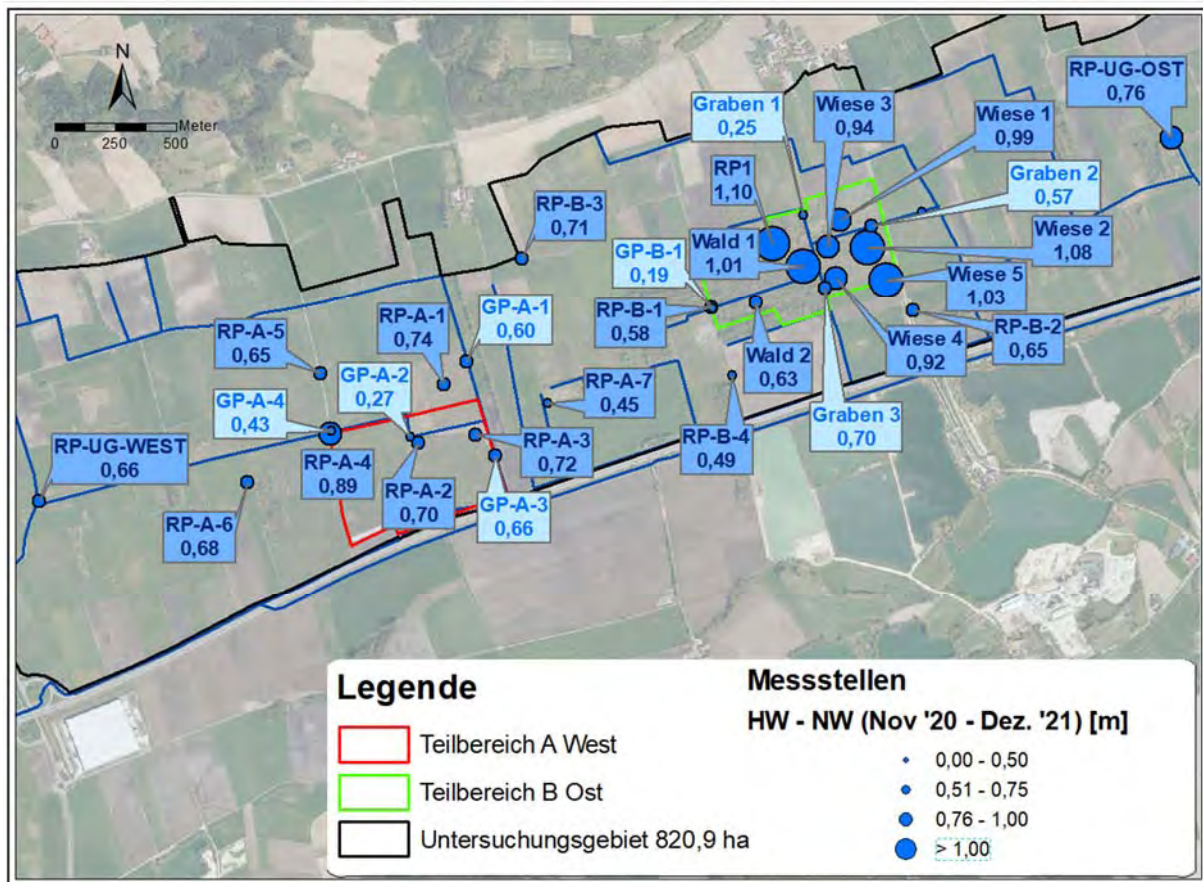 N
Meter
0 250 500
RP-UG-OST
0,76
Graben 1
0,25
Wiese 3
0,94
Wiese 1
0,99
RP1
1,10
Graben 2
0,57
RP-B-3
0,71
Wald 1
1,01
Wiese 2
1,08
GP-B-1
0,19
Wiese 5
1,03
RP-B-1
0,58
RP-A-1
0,74
GP-A-1
0,60
RP-A-5
0,65
Wald 2
0,63
Wiese 4
0,92
RP-B-2
0,65
GP-A-2
0,27
RP-A-7
0,45
GP-A-4
0,43
Graben 3
0,70
RP-UG-WEST
0,66
RP-A-4
0,89
RP-A-3
0,72
RP-B-4
0,49
RP-A-2
0,70
GP-A-3
0,66
RP-A-6
0,68
Legende
Teilbereich A West
Teilbereich B Ost
Untersuchungsgebiet 820,9 ha
Messstellen
HW - NW (Nov '20 - Dez. '21) [m]
0,00 - 0,50
0,51 - 0,75
0,76 - 1,00
> 1,00